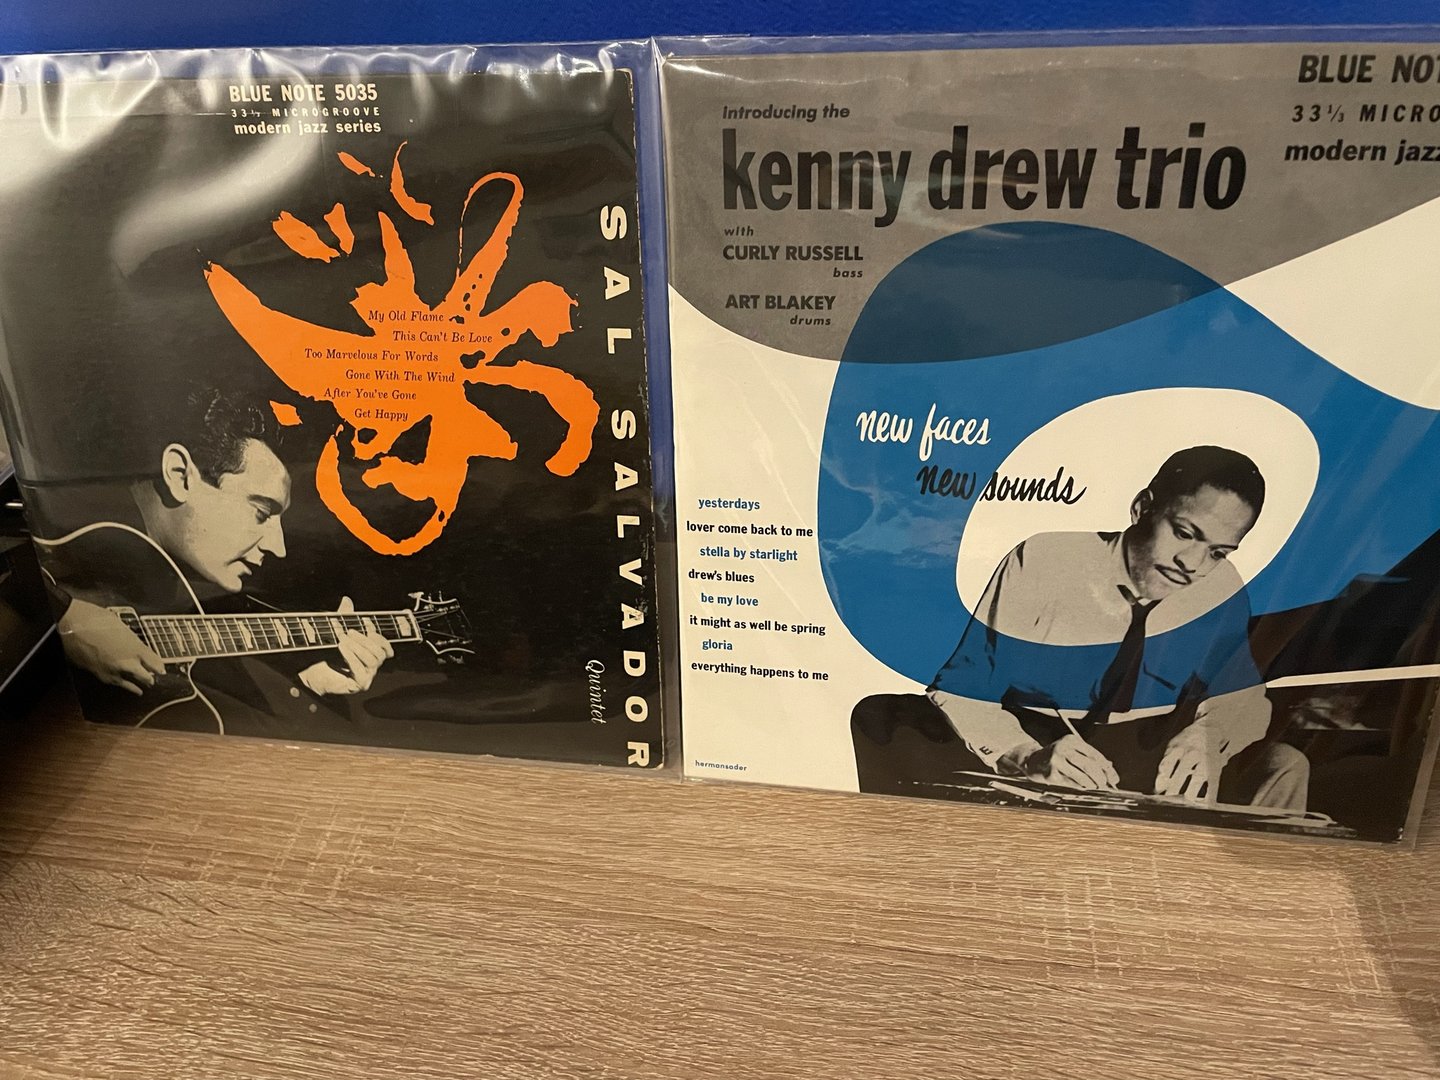 BLUE NOTE 5035
33 1/3 MICROGROOVE
modern jazz series
My Old Flame
This Can't Be Love
Too Marvelous For Words
Gone With The Wind
After You've Gone
Get Happy
SAL SALVADOR
Quintet
BLUE NOT
33 1/3 MICRO
modern jazz
introducing the
kenny drew trio
with
CURLY RUSSELL
bass
ART BLAKEY
drums
new faces
new sounds
yesterdays
lover come back to me
stella by starlight
drew's blues
be my love
it might as well be spring
gloria
everything happens to me
hermansader